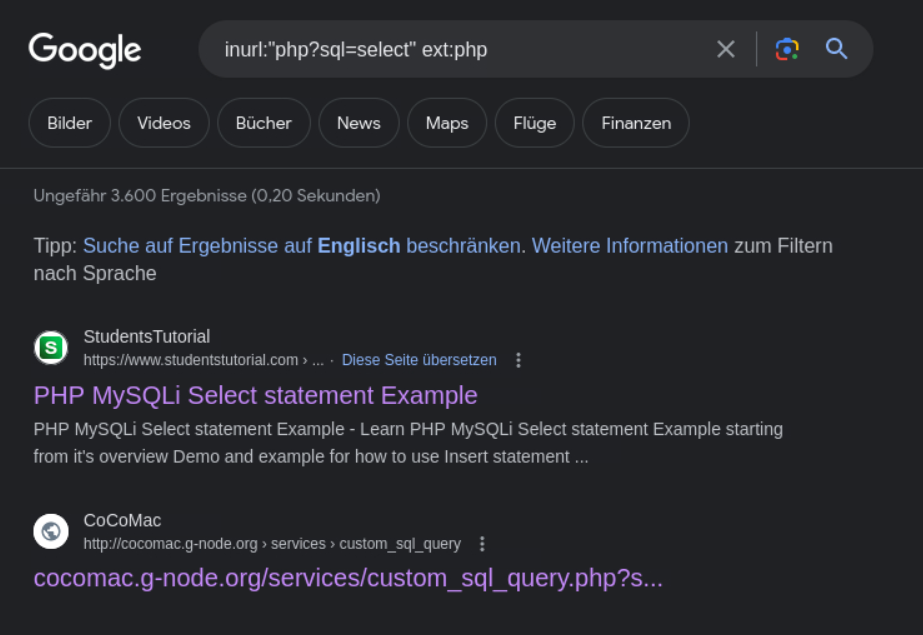 Google
inurl:"php?sql=select" ext:php
Bilder Videos Bücher News Maps Flüge Finanzen
Ungefähr 3.600 Ergebnisse (0,20 Sekunden)
Tipp: Suche auf Ergebnisse auf Englisch beschränken. Weitere Informationen zum Filtern
nach Sprache
S
StudentsTutorial
https://www.studentstutorial.com › ... · Diese Seite übersetzen
PHP MySQLi Select statement Example
PHP MySQLi Select statement Example - Learn PHP MySQLi Select statement Example starting
from it's overview Demo and example for how to use Insert statement ...
CoCoMac
http://cocomac.g-node.org › services › custom_sql_query
cocomac.g-node.org/services/custom_sql_query.php?s...